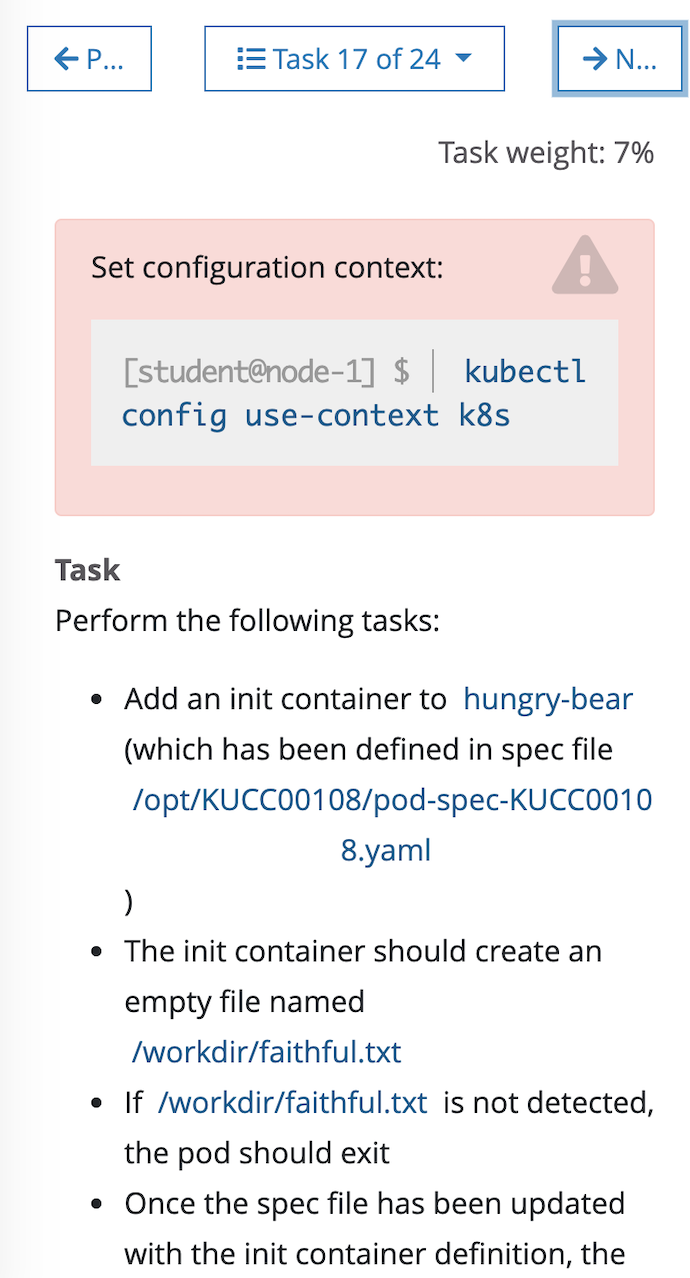 P...
Task 17 of 24
N...
Task weight: 7%
Set configuration context:
[student@node-1] $ | kubectl
config use-context k8s
Task
Perform the following tasks:
• Add an init container to hungry-bear
(which has been defined in spec file
/opt/KUCC00108/pod-spec-KUCC0010
8.yaml
)
• The init container should create an
empty file named
/workdir/faithful.txt
• If /workdir/faithful.txt is not detected,
the pod should exit
• Once the spec file has been updated
with the init container definition, the